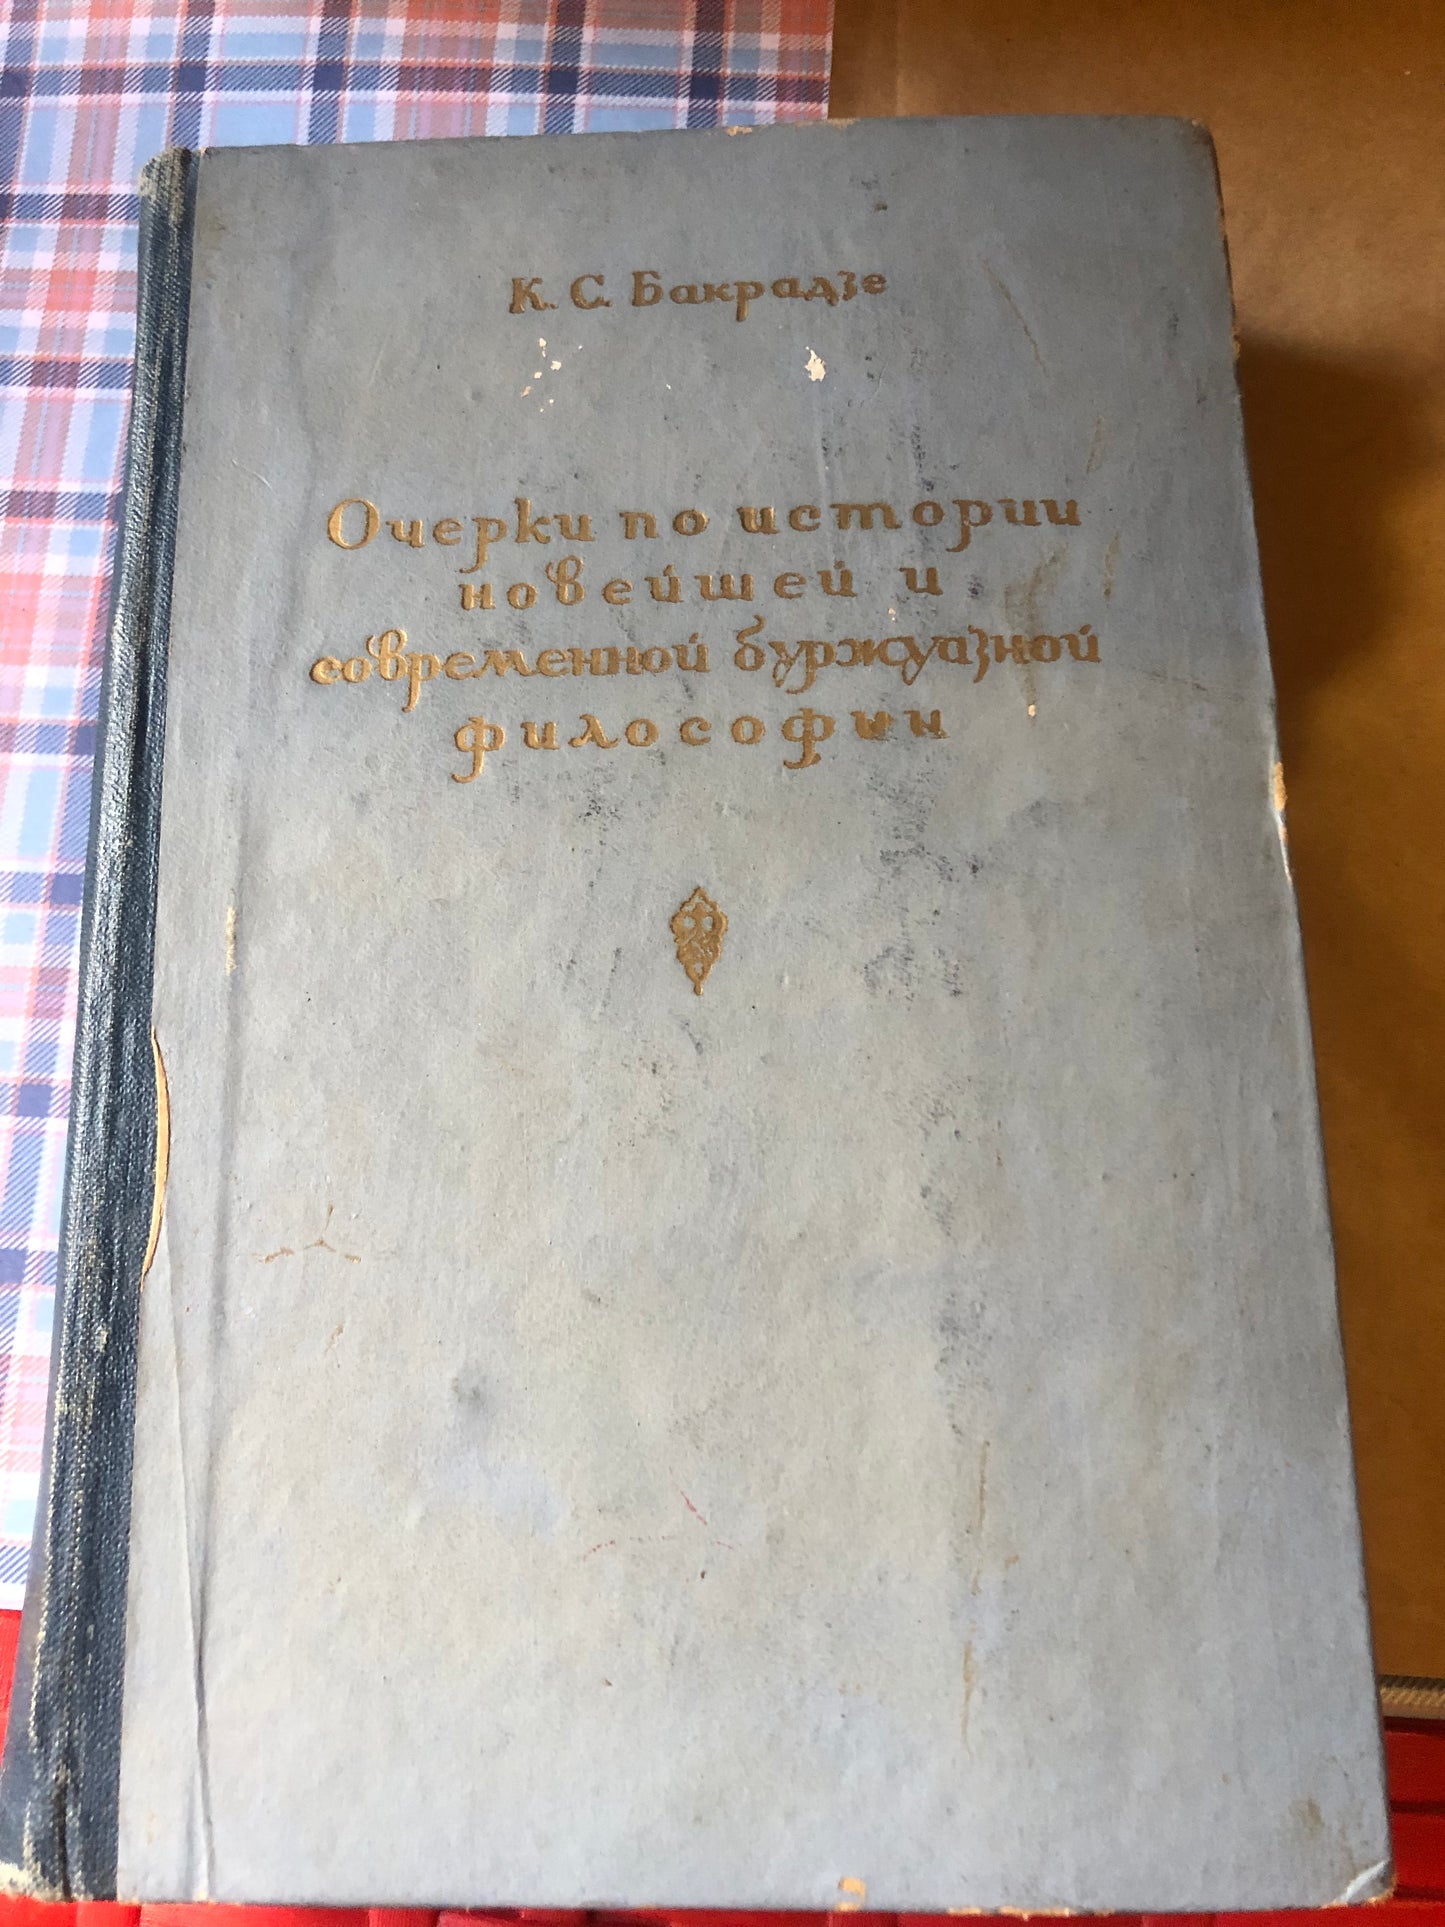 К. С. Бакрадзе
Очерки по истории
новейшей и
современной буржуазной
философии